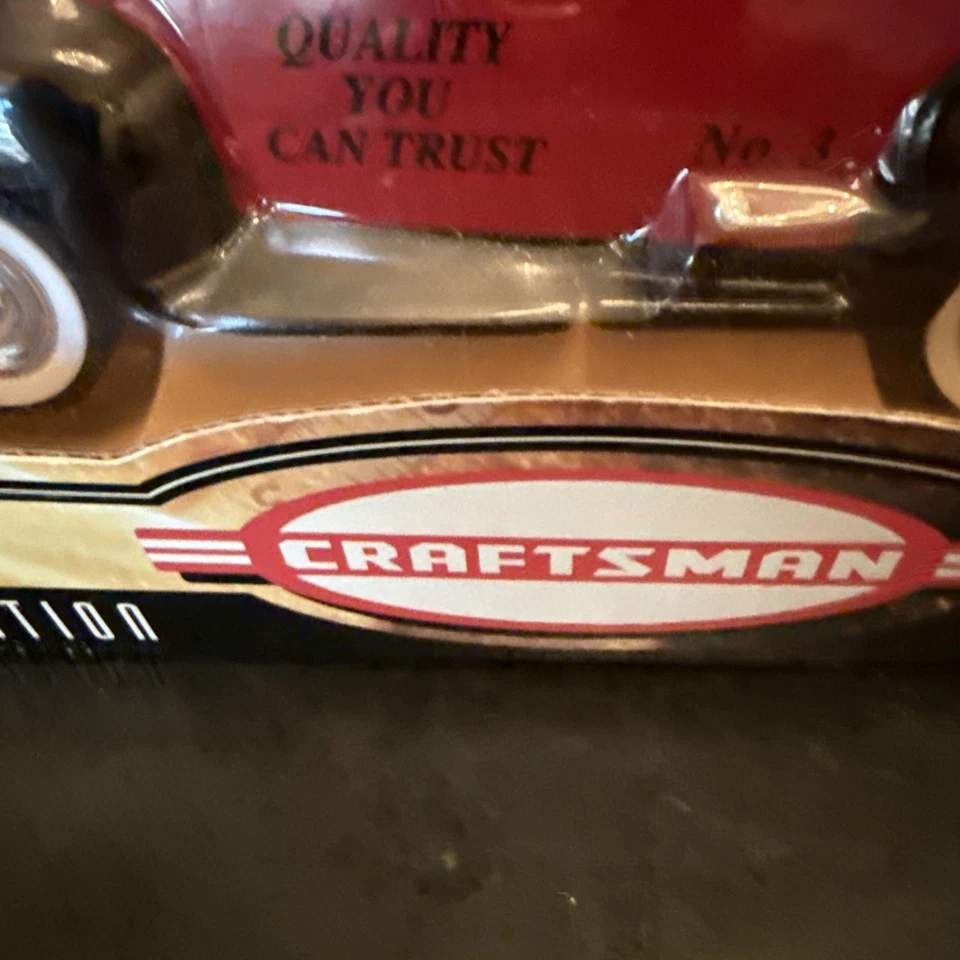 QUALITY
YOU
CAN TRUST
No. 3
CRAFTSMAN